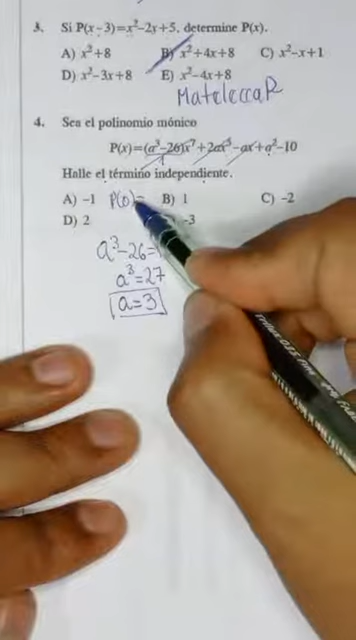 3. Si P(x-3)=x²-2x+5, determine P(x).
A) x²+8 B) x²+4x+8 C) x²-x+1
D) x²-3x+8 E) x²-4x+8
MateleccaR
4. Sea el polinomio mónico
P(x)=(a³-26)x⁷+2ax⁵-ax+a²-10
Halle el término independiente.
A) -1 P(0)= B) 1 C) -2
D) 2 -3
a³-26=1
a³=27
a=3